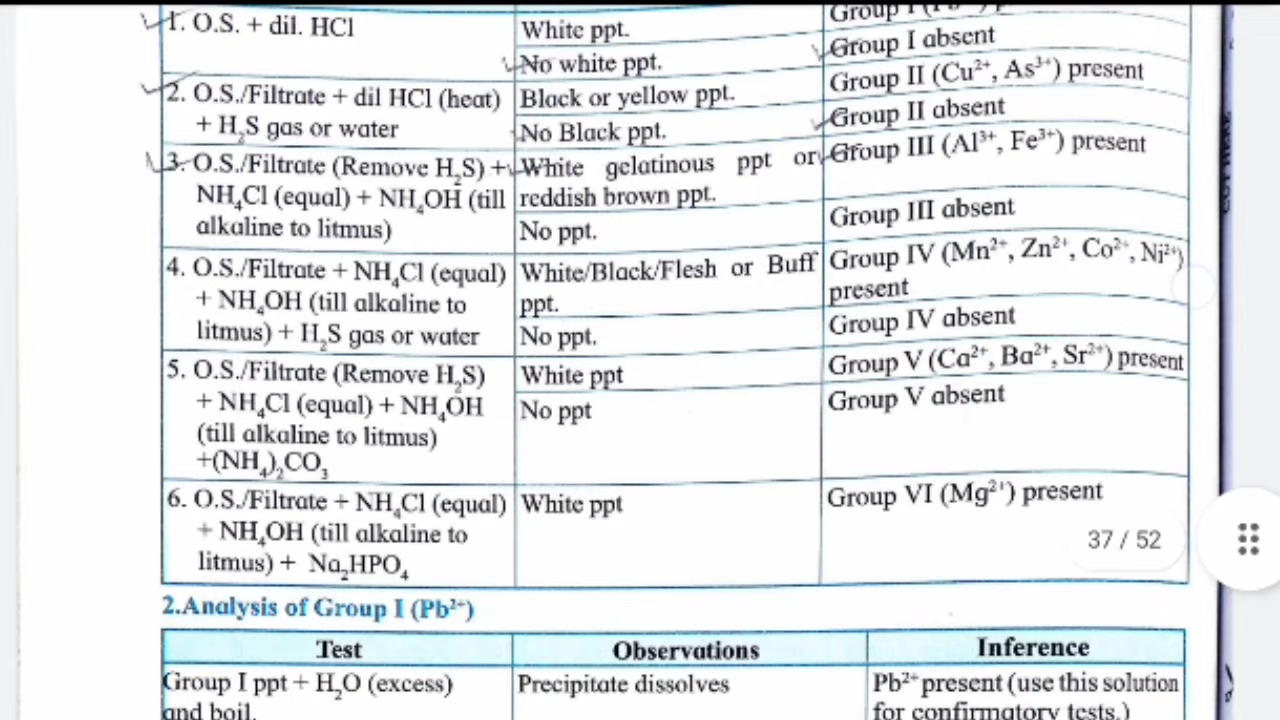 1. O.S. + dil. HCl
White ppt.
Group I
No white ppt.
Group I absent
2. O.S./Filtrate + dil HCl (heat)
+ H₂S gas or water
Black or yellow ppt.
Group II (Cu²⁺, As³⁺) present
No Black ppt.
Group II absent
3. O.S./Filtrate (Remove H₂S) +
NH₄Cl (equal) + NH₄OH (till
alkaline to litmus)
White gelatinous ppt or
reddish brown ppt.
Group III (Al³⁺, Fe³⁺) present
No ppt.
Group III absent
4. O.S./Filtrate + NH₄Cl (equal)
+ NH₄OH (till alkaline to
litmus) + H₂S gas or water
White/Black/Flesh or Buff
ppt.
Group IV (Mn²⁺, Zn²⁺, Co²⁺, Ni²⁺)
present
No ppt.
Group IV absent
5. O.S./Filtrate (Remove H₂S)
+ NH₄Cl (equal) + NH₄OH
(till alkaline to litmus)
+(NH₄)₂CO₃
White ppt
Group V (Ca²⁺, Ba²⁺, Sr²⁺) present
No ppt
Group V absent
6. O.S./Filtrate + NH₄Cl (equal)
+ NH₄OH (till alkaline to
litmus) + Na₂HPO₄
White ppt
Group VI (Mg²⁺) present
37 / 52
2.Analysis of Group I (Pb²⁺)
Test
Observations
Inference
Group I ppt + H₂O (excess)
and boil.
Precipitate dissolves
Pb²⁺ present (use this solution
for confirmatory tests.)